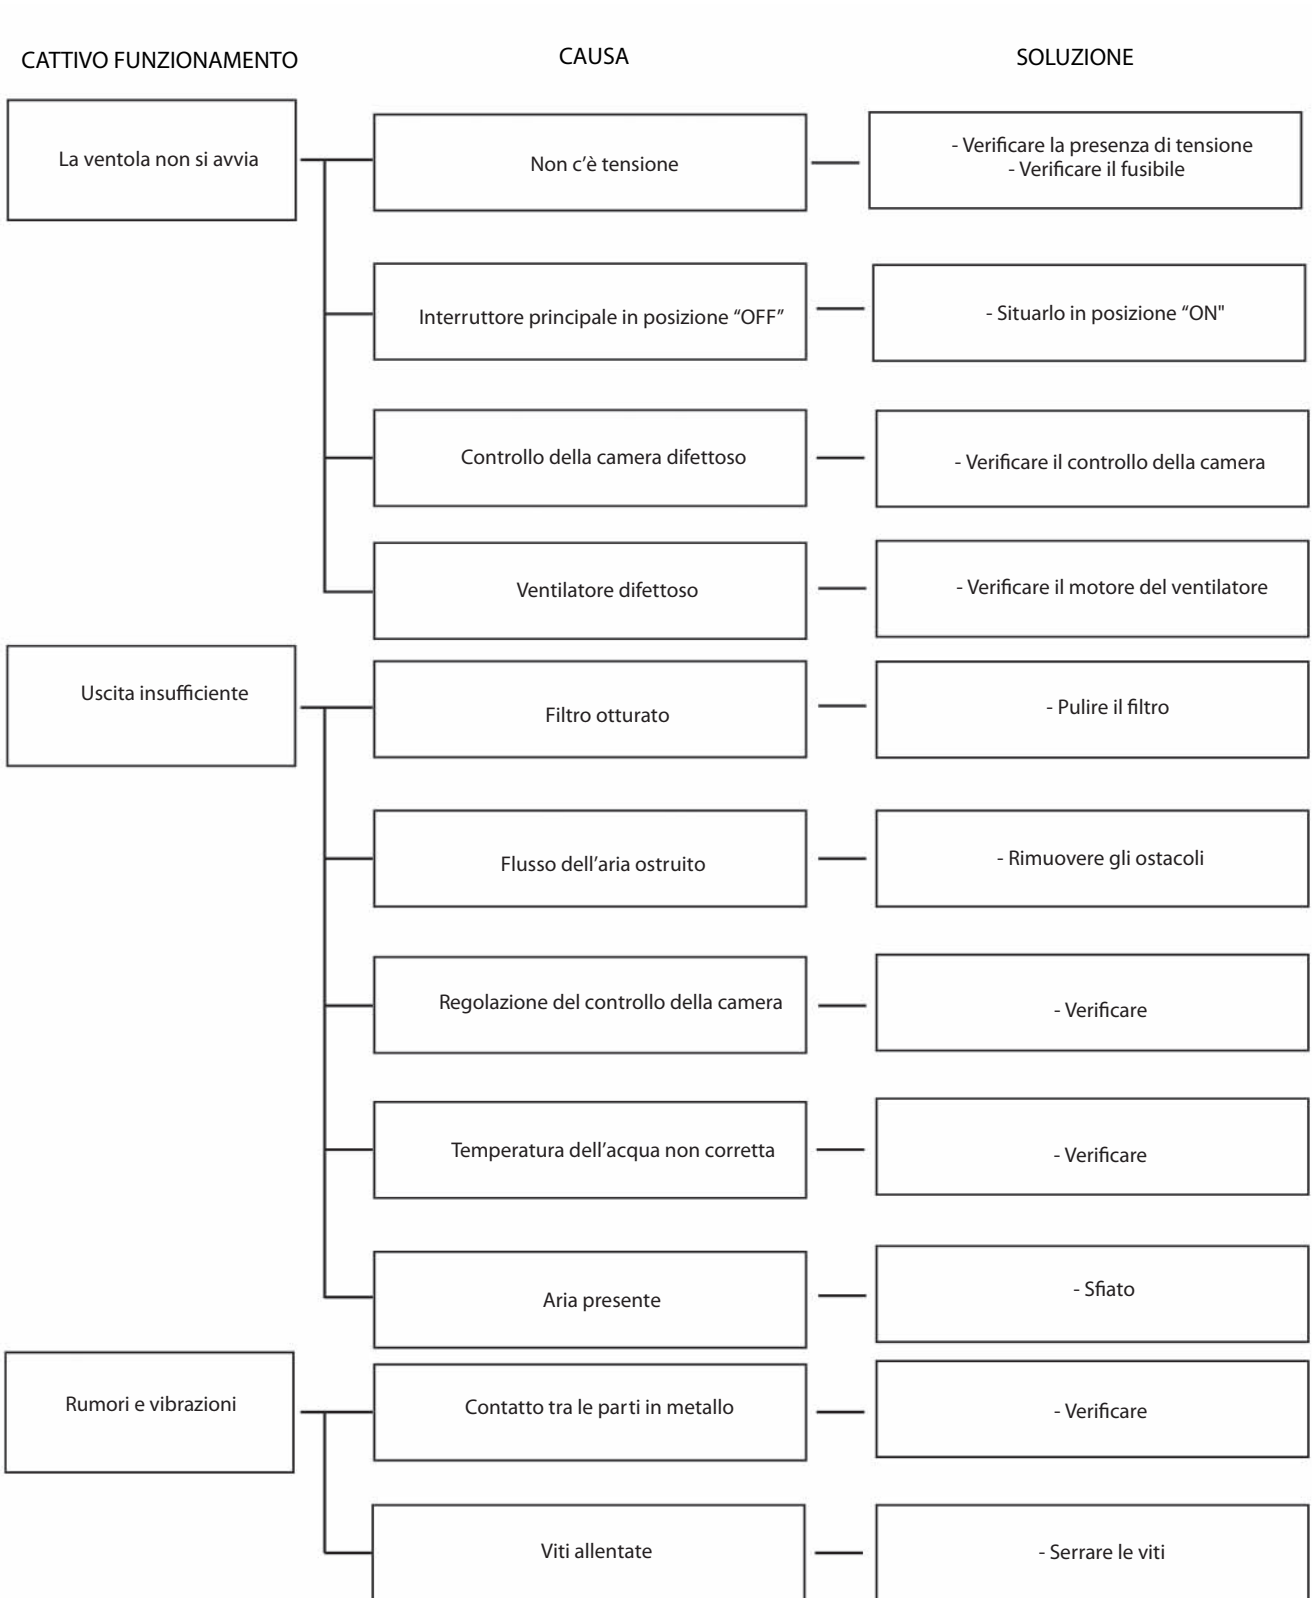 CATTIVO FUNZIONAMENTO
CAUSA
SOLUZIONE
La ventola non si avvia
Non c’è tensione
- Verificare la presenza di tensione
- Verificare il fusibile
Interruttore principale in posizione “OFF”
- Situarlo in posizione “ON"
Controllo della camera difettoso
- Verificare il controllo della camera
Ventilatore difettoso
- Verificare il motore del ventilatore
Uscita insufficiente
Filtro otturato
- Pulire il filtro
Flusso dell’aria ostruito
- Rimuovere gli ostacoli
Regolazione del controllo della camera
- Verificare
Temperatura dell’acqua non corretta
- Verificare
Aria presente
- Sfiato
Rumori e vibrazioni
Contatto tra le parti in metallo
- Verificare
Viti allentate
- Serrare le viti